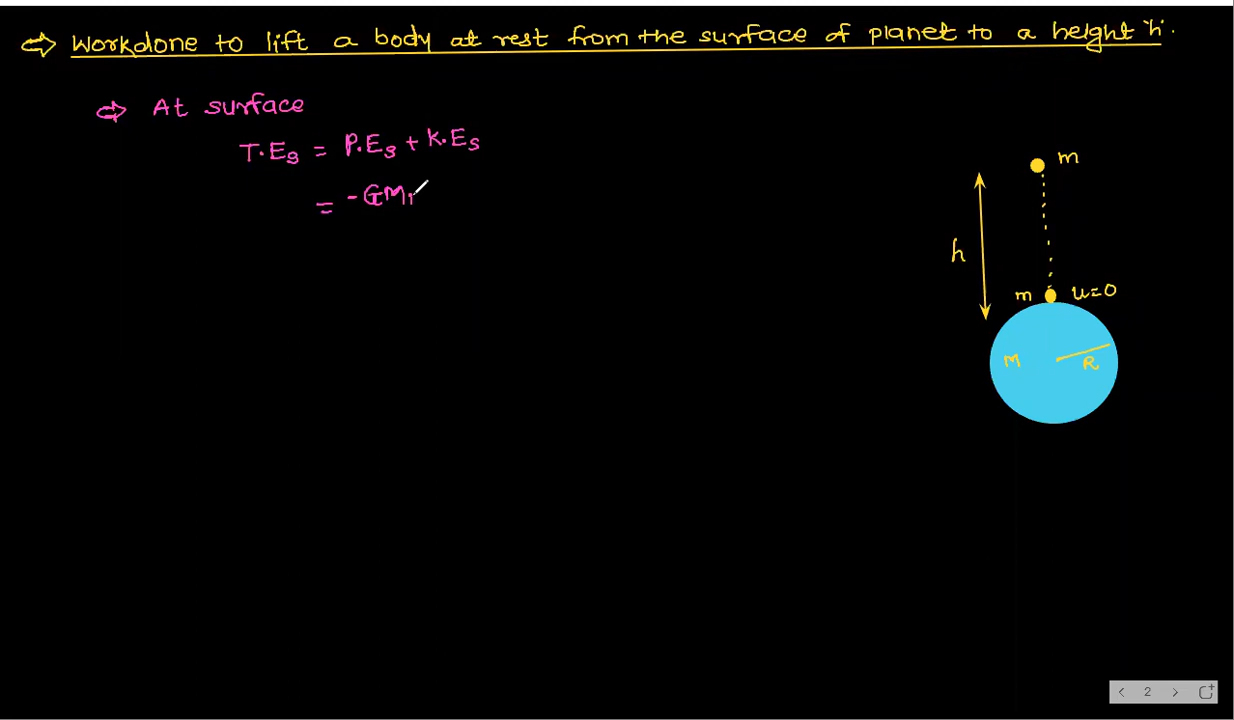 ⇨ Workdone to lift a body at rest from the surface of planet to a height 'h'.
⇨ At surface
T.Es = P.Es + K.Es
= -GM
m
h
m u=0
M R
2